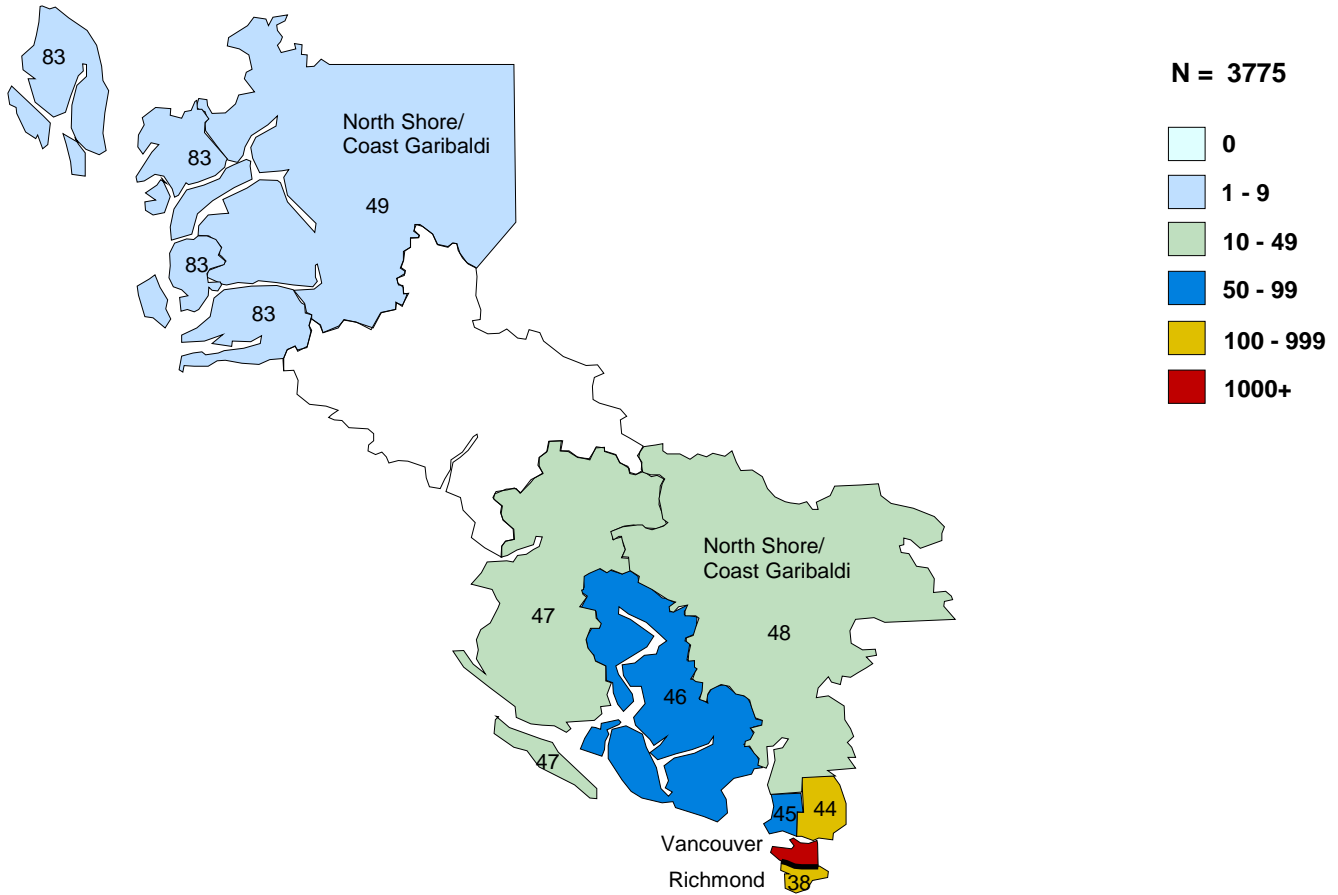 83
N = 3775
North Shore/
Coast Garibaldi
0
83
1 - 9
49
10 - 49
83
50 - 99
83
100 - 999
1000+
North Shore/
Coast Garibaldi
47
48
46
47
45
44
Vancouver
Richmond
38